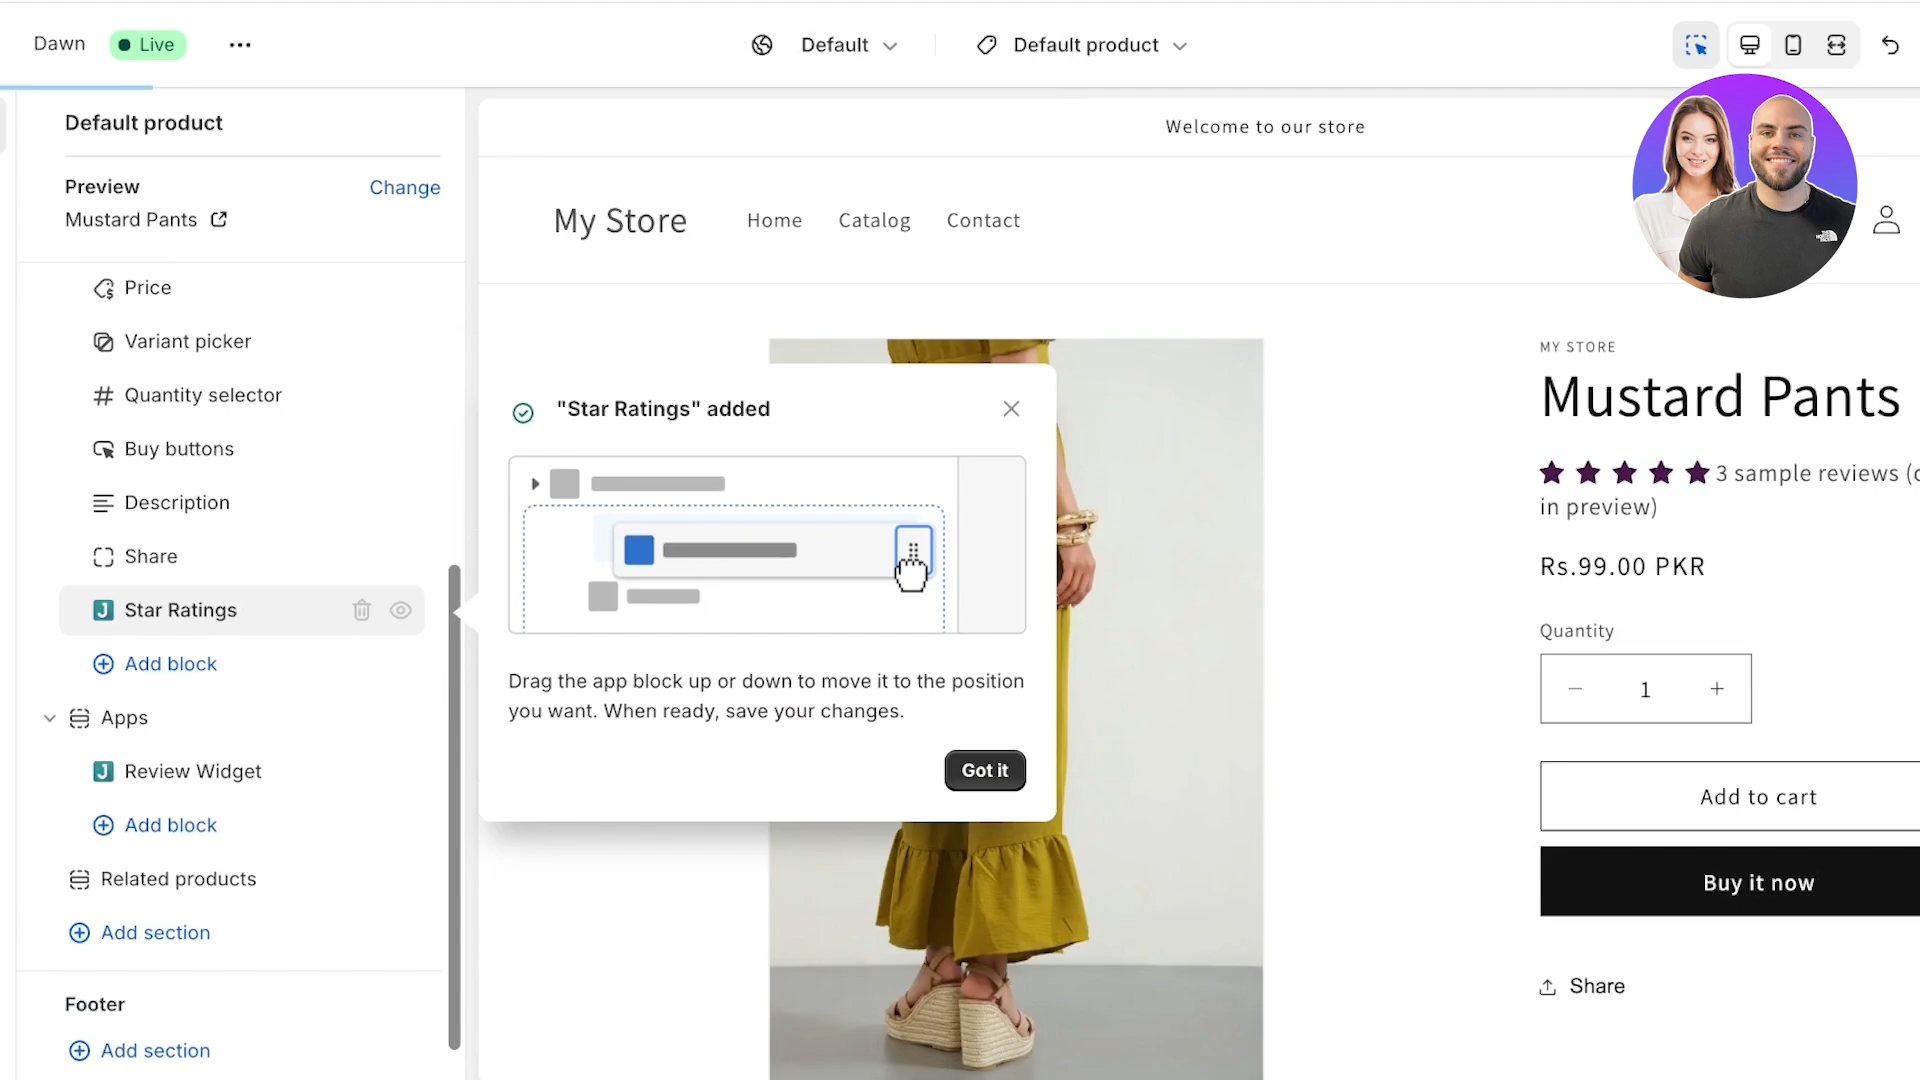 Dawn
Live
Default
Default product
Default product
Preview
Change
Mustard Pants
Price
Variant picker
Quantity selector
Buy buttons
Description
Share
Star Ratings
Add block
Apps
Review Widget
Add block
Related products
Add section
Footer
Add section
Welcome to our store
My Store
Home
Catalog
Contact
"Star Ratings" added
Drag the app block up or down to move it to the position
you want. When ready, save your changes.
Got it
MY STORE
Mustard Pants
3 sample reviews (
in preview)
Rs.99.00 PKR
Quantity
1
Add to cart
Buy it now
Share